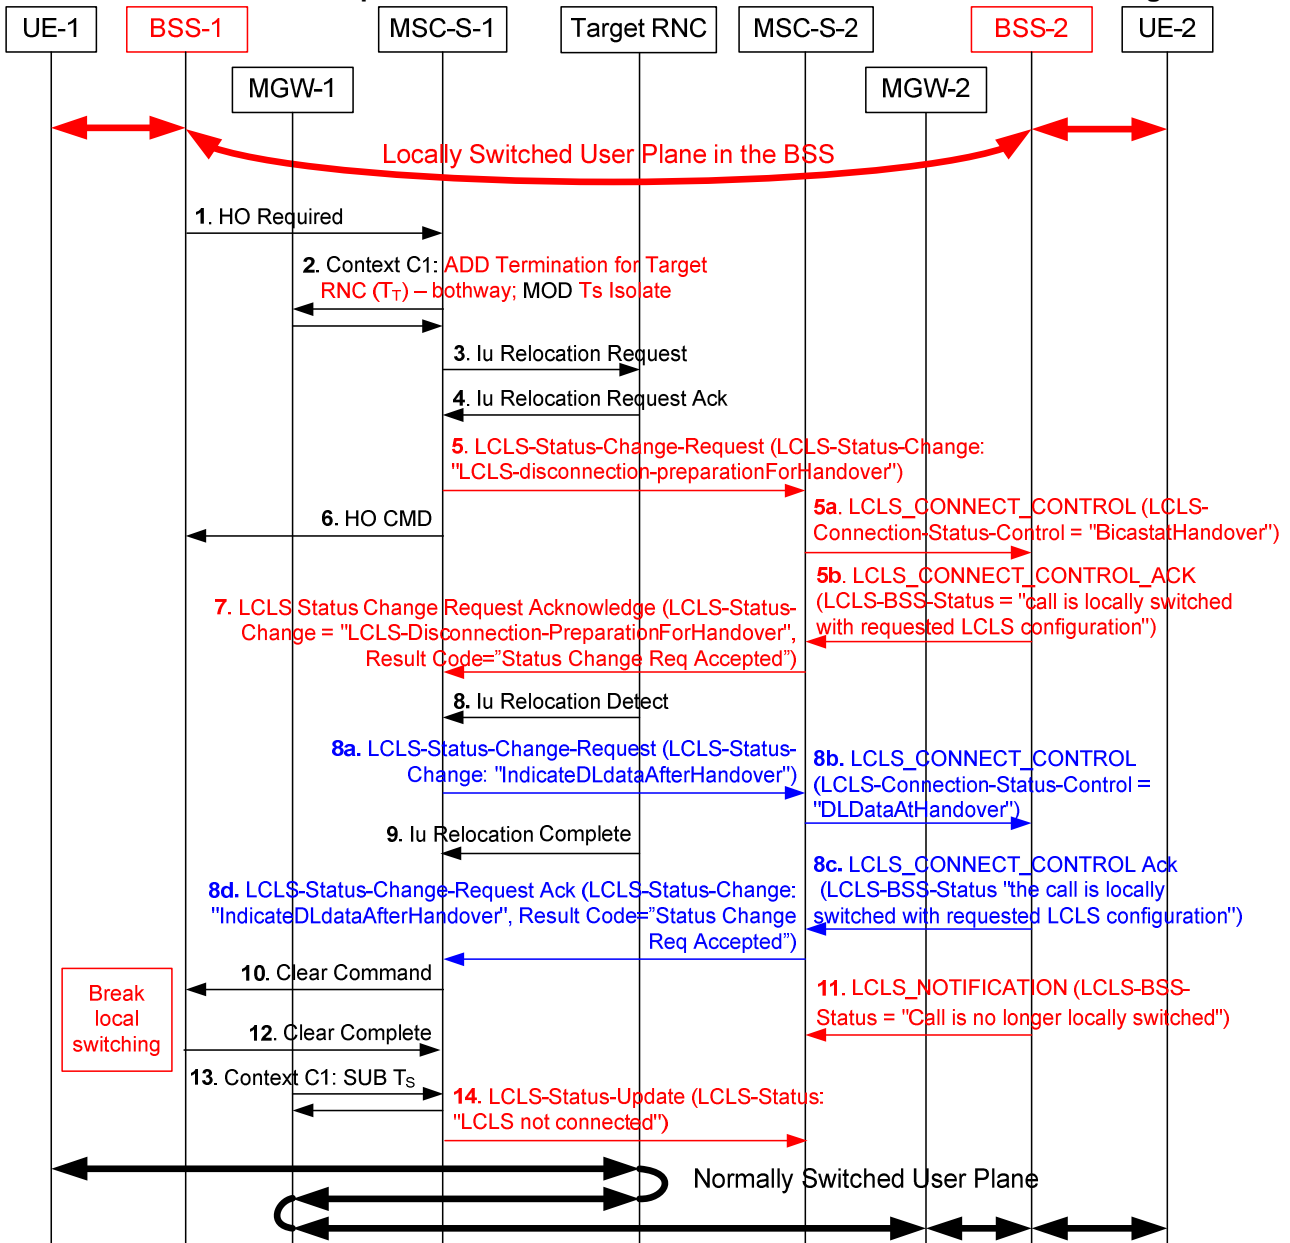 UE-1
BSS-1
MSC-S-1
Target RNC
MSC-S-2
BSS-2
UE-2
MGW-1
MGW-2
Locally Switched User Plane in the BSS
1. HO Required
2. Context C1: ADD Termination for Target
RNC (TT) – bothway; MOD Ts Isolate
3. Iu Relocation Request
4. Iu Relocation Request Ack
5. LCLS-Status-Change-Request (LCLS-Status-Change:
"LCLS-disconnection-preparationForHandover")
5a. LCLS_CONNECT_CONTROL (LCLS-
Connection-Status-Control = "BicastatHandover")
6. HO CMD
5b. LCLS_CONNECT_CONTROL_ACK
(LCLS-BSS-Status = "call is locally switched
with requested LCLS configuration")
7. LCLS Status Change Request Acknowledge (LCLS-Status-
Change = "LCLS-Disconnection-PreparationForHandover",
Result Code=”Status Change Req Accepted”)
8. Iu Relocation Detect
8a. LCLS-Status-Change-Request (LCLS-Status-
Change: "IndicateDLdataAfterHandover")
8b. LCLS_CONNECT_CONTROL
(LCLS-Connection-Status-Control =
"DLDataAtHandover")
9. Iu Relocation Complete
8c. LCLS_CONNECT_CONTROL Ack
(LCLS-BSS-Status "the call is locally
switched with requested LCLS configuration")
8d. LCLS-Status-Change-Request Ack (LCLS-Status-Change:
"IndicateDLdataAfterHandover", Result Code=”Status Change
Req Accepted”)
10. Clear Command
Break
local
switching
11. LCLS_NOTIFICATION (LCLS-BSS-
Status = "Call is no longer locally switched")
12. Clear Complete
13. Context C1: SUB TS
14. LCLS-Status-Update (LCLS-Status:
"LCLS not connected")
Normally Switched User Plane